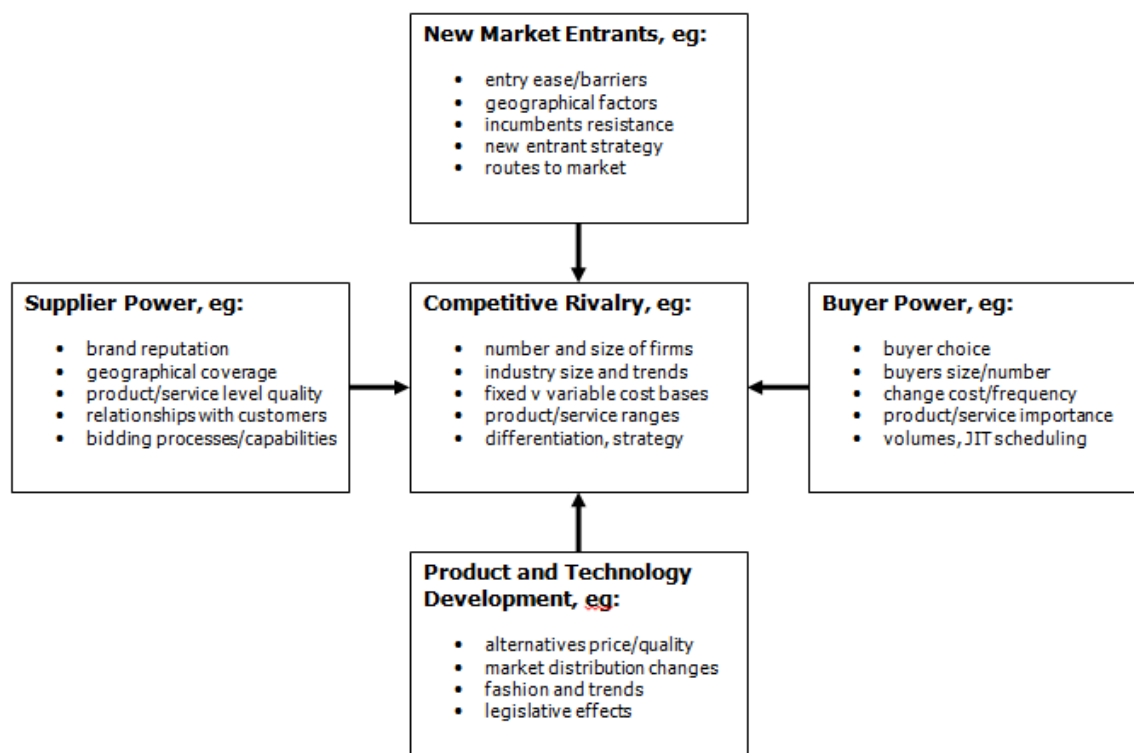 New Market Entrants, eg:
• entry ease/barriers
• geographical factors
• incumbents resistance
• new entrant strategy
• routes to market
Supplier Power, eg:
• brand reputation
• geographical coverage
• product/service level quality
• relationships with customers
• bidding processes/capabilities
Competitive Rivalry, eg:
• number and size of firms
• industry size and trends
• fixed v variable cost bases
• product/service ranges
• differentiation, strategy
Buyer Power, eg:
• buyer choice
• buyers size/number
• change cost/frequency
• product/service importance
• volumes, JIT scheduling
Product and Technology
Development, eg:
• alternatives price/quality
• market distribution changes
• fashion and trends
• legislative effects